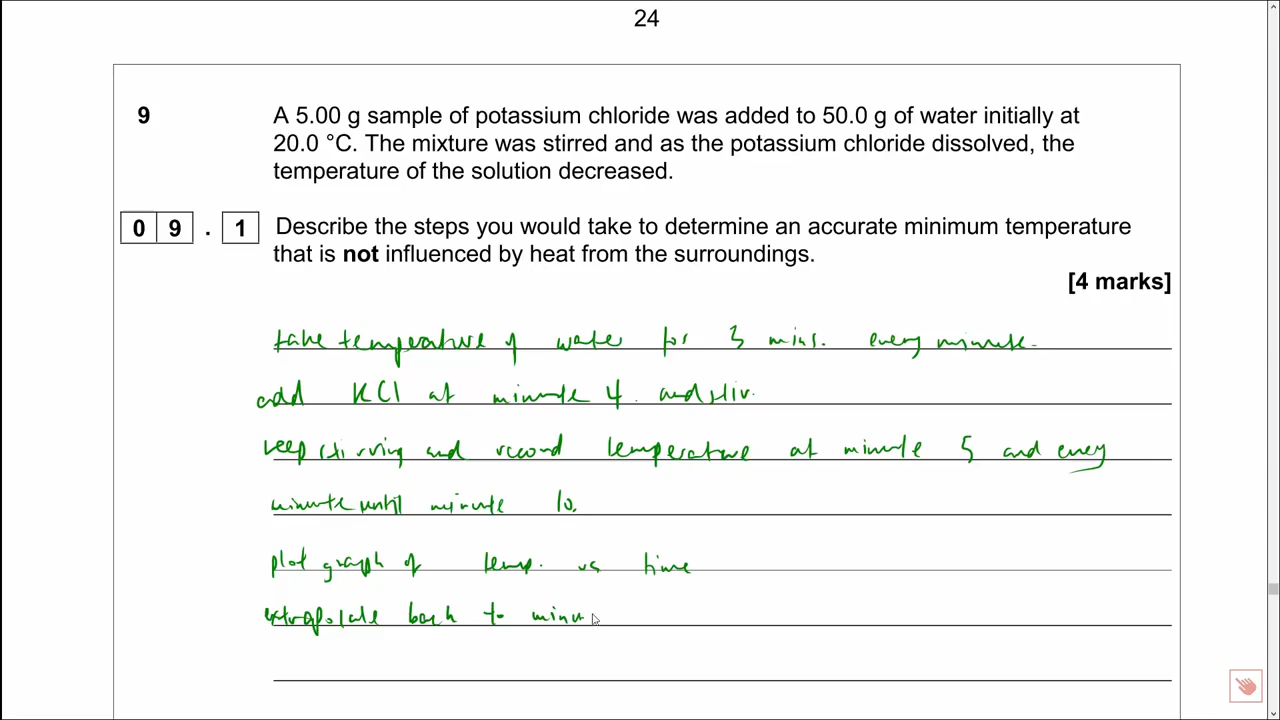 24
9 A 5.00 g sample of potassium chloride was added to 50.0 g of water initially at
20.0 °C. The mixture was stirred and as the potassium chloride dissolved, the
temperature of the solution decreased.
0 9 . 1 Describe the steps you would take to determine an accurate minimum temperature
that is not influenced by heat from the surroundings.
[4 marks]
take temperature of water for 3 mins. every minute.
add KCl at minute 4. and stir.
keep stirring and record temperature at minute 5 and every
minute until minute 10.
plot graph of temp. vs time
extrapolate back to minu